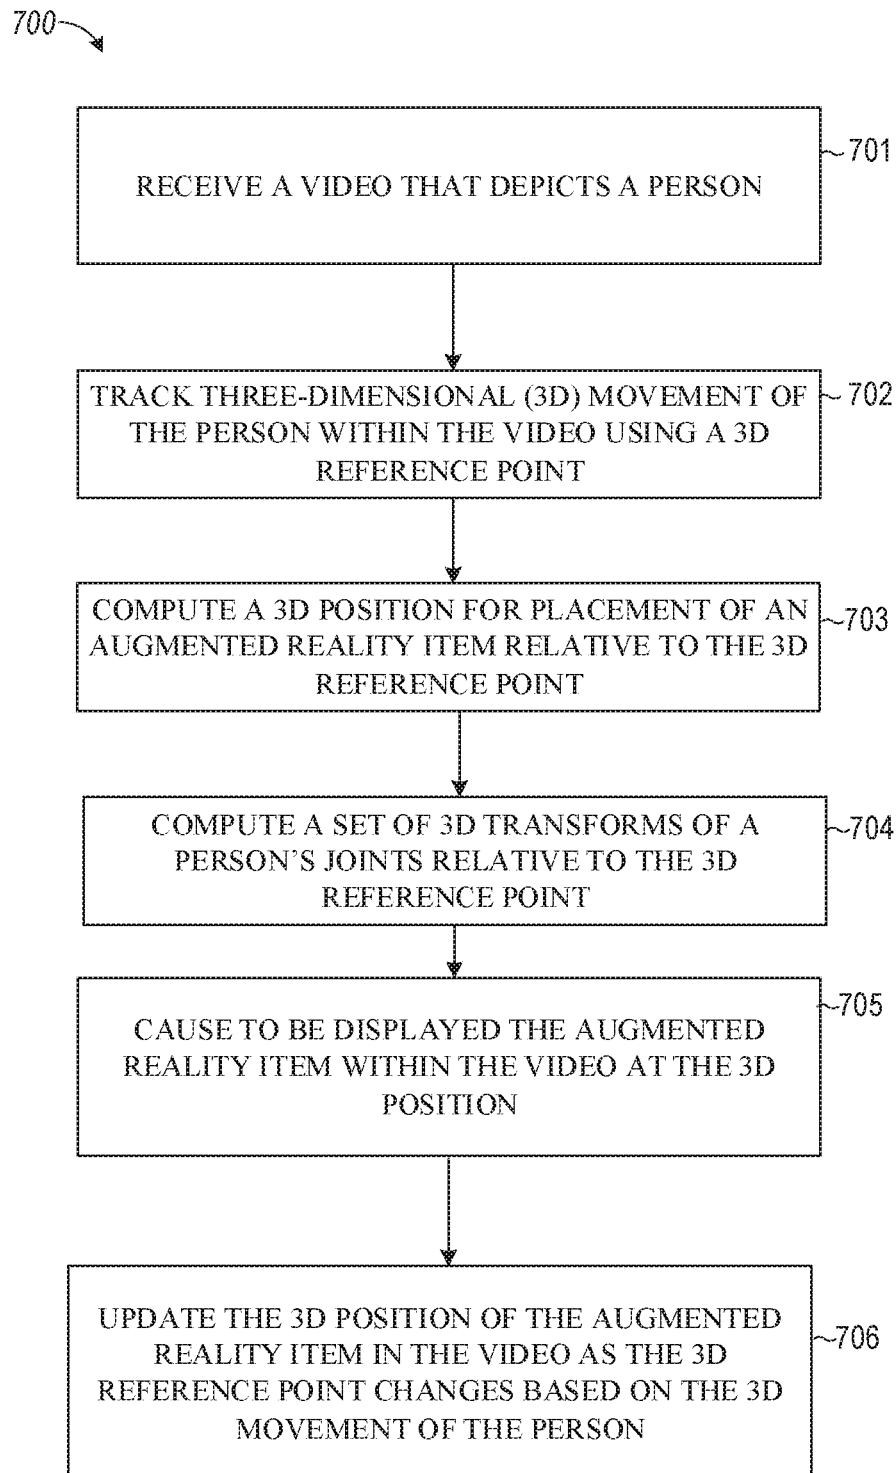 700
RECEIVE A VIDEO THAT DEPICTS A PERSON
701
TRACK THREE-DIMENSIONAL (3D) MOVEMENT OF
THE PERSON WITHIN THE VIDEO USING A 3D
REFERENCE POINT
702
COMPUTE A 3D POSITION FOR PLACEMENT OF AN
AUGMENTED REALITY ITEM RELATIVE TO THE 3D
REFERENCE POINT
703
COMPUTE A SET OF 3D TRANSFORMS OF A
PERSON'S JOINTS RELATIVE TO THE 3D
REFERENCE POINT
704
CAUSE TO BE DISPLAYED THE AUGMENTED
REALITY ITEM WITHIN THE VIDEO AT THE 3D
POSITION
705
UPDATE THE 3D POSITION OF THE AUGMENTED
REALITY ITEM IN THE VIDEO AS THE 3D
REFERENCE POINT CHANGES BASED ON THE 3D
MOVEMENT OF THE PERSON
706